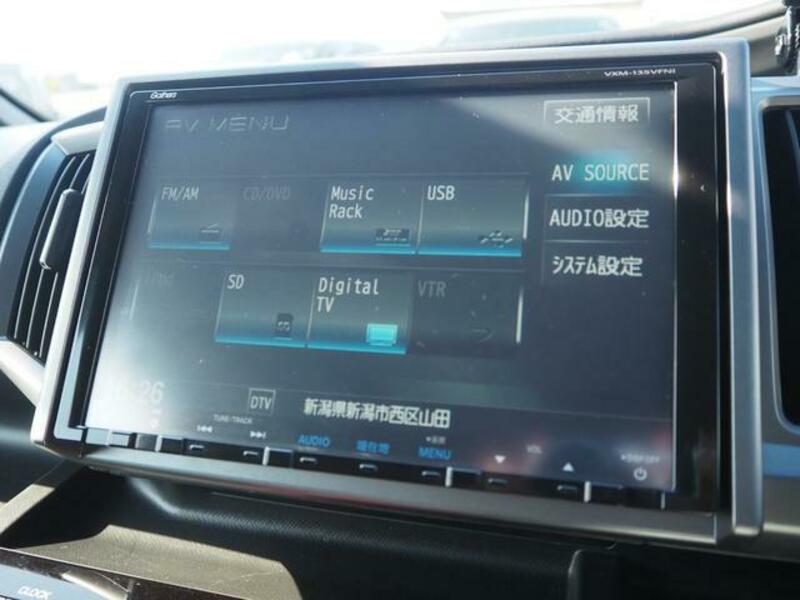 Gathers
VXM-135VFNi
AV MENU
交通情報
FM/AM
CD/DVD
Music
Rack
USB
AV SOURCE
AUDIO設定
iPod
SD
Digital
TV
VTR
システム設定
DTV
新潟県新潟市西区山田
TUNE・TRACK
AUDIO
現在地
MENU
VOL
DISP OFF
CLOCK